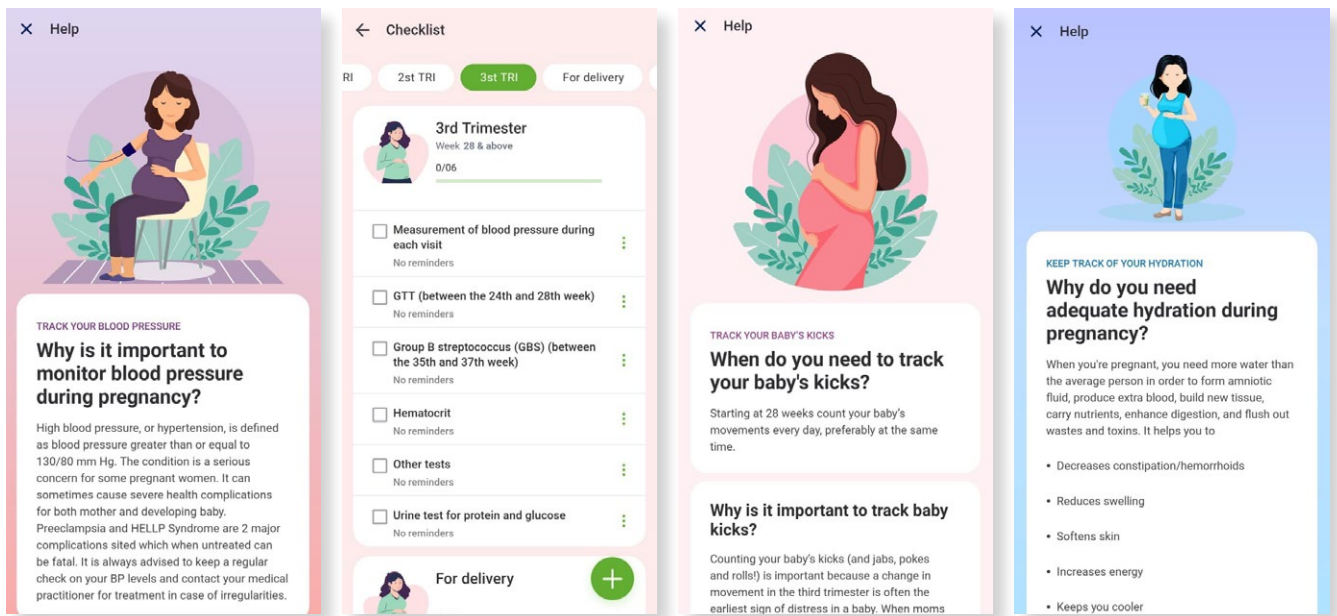 Help
TRACK YOUR BLOOD PRESSURE
Why is it important to
monitor blood pressure
during pregnancy?
High blood pressure, or hypertension, is defined
as blood pressure greater than or equal to
130/80 mm Hg. The condition is a serious
concern for some pregnant women. It can
sometimes cause severe health complications
for both mother and developing baby.
Preeclampsia and HELLP Syndrome are 2 major
complications sited which when untreated can
be fatal. It is always advised to keep a regular
check on your BP levels and contact your medical
practitioner for treatment in case of irregularities.
Checklist
RI
2st TRI
3st TRI
For delivery
3rd Trimester
Week 28 & above
0/06
Measurement of blood pressure during
each visit
No reminders
GTT (between the 24th and 28th week)
No reminders
Group B streptococcus (GBS) (between
the 35th and 37th week)
No reminders
Hematocrit
No reminders
Other tests
No reminders
Urine test for protein and glucose
No reminders
For delivery
Help
TRACK YOUR BABY'S KICKS
When do you need to track
your baby's kicks?
Starting at 28 weeks count your baby's
movements every day, preferably at the same
time.
Why is it important to track baby
kicks?
Counting your baby's kicks (and jabs, pokes
and rolls!) is important because a change in
movement in the third trimester is often the
earliest sign of distress in a baby. When moms
Help
KEEP TRACK OF YOUR HYDRATION
Why do you need
adequate hydration during
pregnancy?
When you're pregnant, you need more water than
the average person in order to form amniotic
fluid, produce extra blood, build new tissue,
carry nutrients, enhance digestion, and flush out
wastes and toxins. It helps you to
• Decreases constipation/hemorrhoids
• Reduces swelling
• Softens skin
• Increases energy
• Keeps you cooler